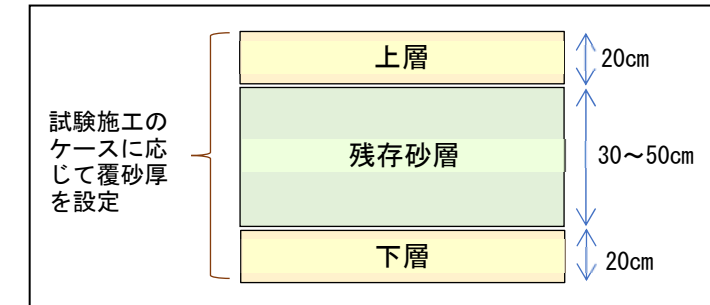 上層
20cm
試験施工の
ケースに応
じて覆砂厚
を設定
残存砂層
30～50cm
下層
20cm